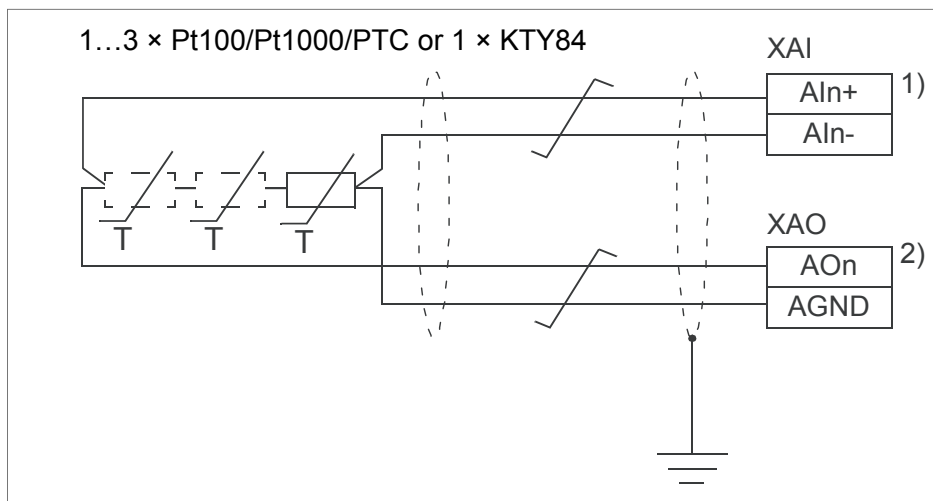 1…3 × Pt100/Pt1000/PTC or 1 × KTY84
XAI
AIn+ 1)
AIn-
T T T
XAO
AOn 2)
AGND